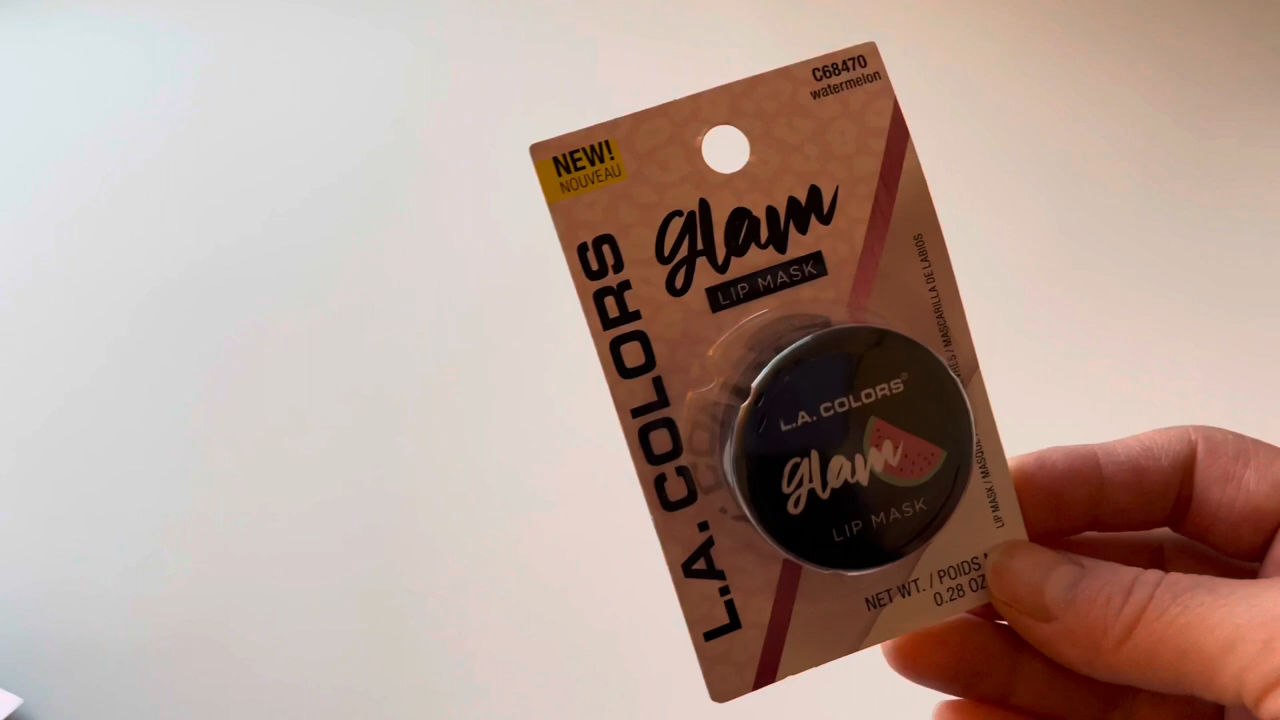 C68470
watermelon
NEW!
NOUVEAU
glam
LIP MASK
L.A. COLORS
L.A. COLORS®
glam
LIP MASK
LIP MASK / MASQUE / MASCARILLA DE LABIOS
NET WT. / POIDS
0.28 OZ